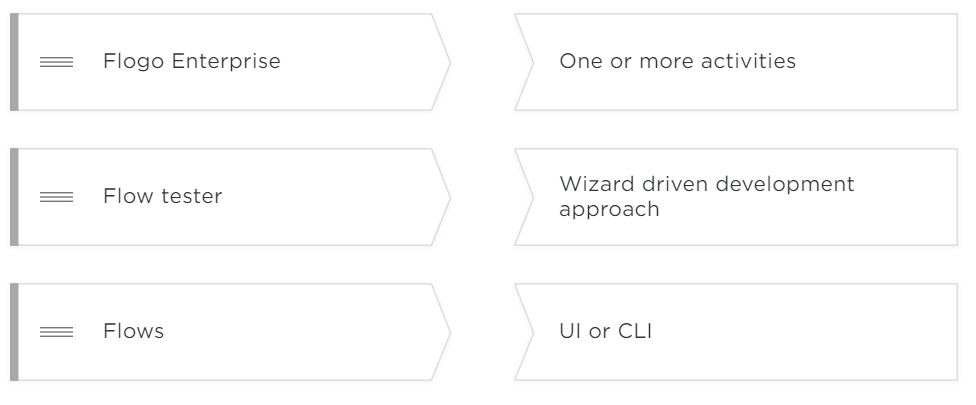 Flogo Enterprise
One or more activities
Flow tester
Wizard driven development
approach
Flows
UI or CLI